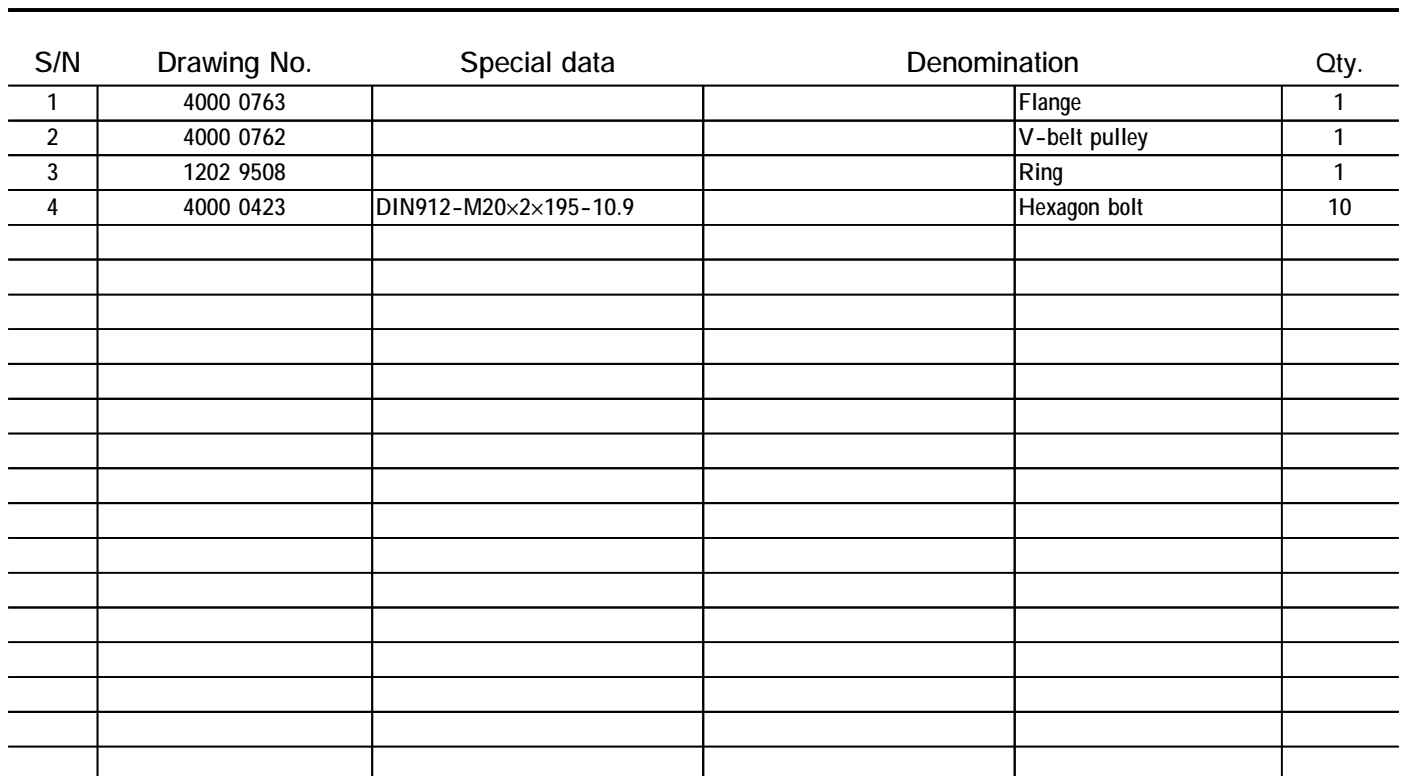 S/N Drawing No. Special data Denomination Qty.
1 4000 0763 Flange 1
2 4000 0762 V-belt pulley 1
3 1202 9508 Ring 1
4 4000 0423 DIN912-M20×2×195-10.9 Hexagon bolt 10